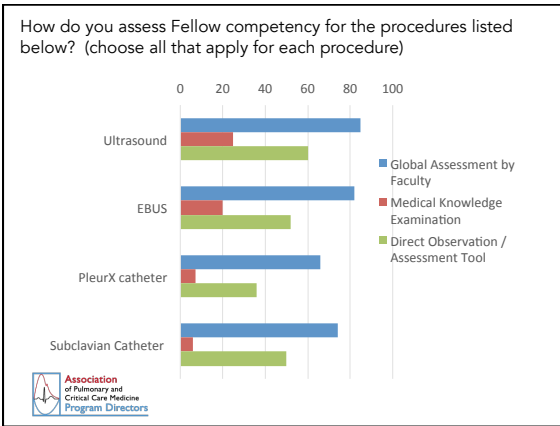 How do you assess Fellow competency for the procedures listed
below? (choose all that apply for each procedure)
0 20 40 60 80 100
Ultrasound
EBUS
PleurX catheter
Subclavian Catheter
Global Assessment by
Faculty
Medical Knowledge
Examination
Direct Observation /
Assessment Tool
Association
of Pulmonary and
Critical Care Medicine
Program Directors